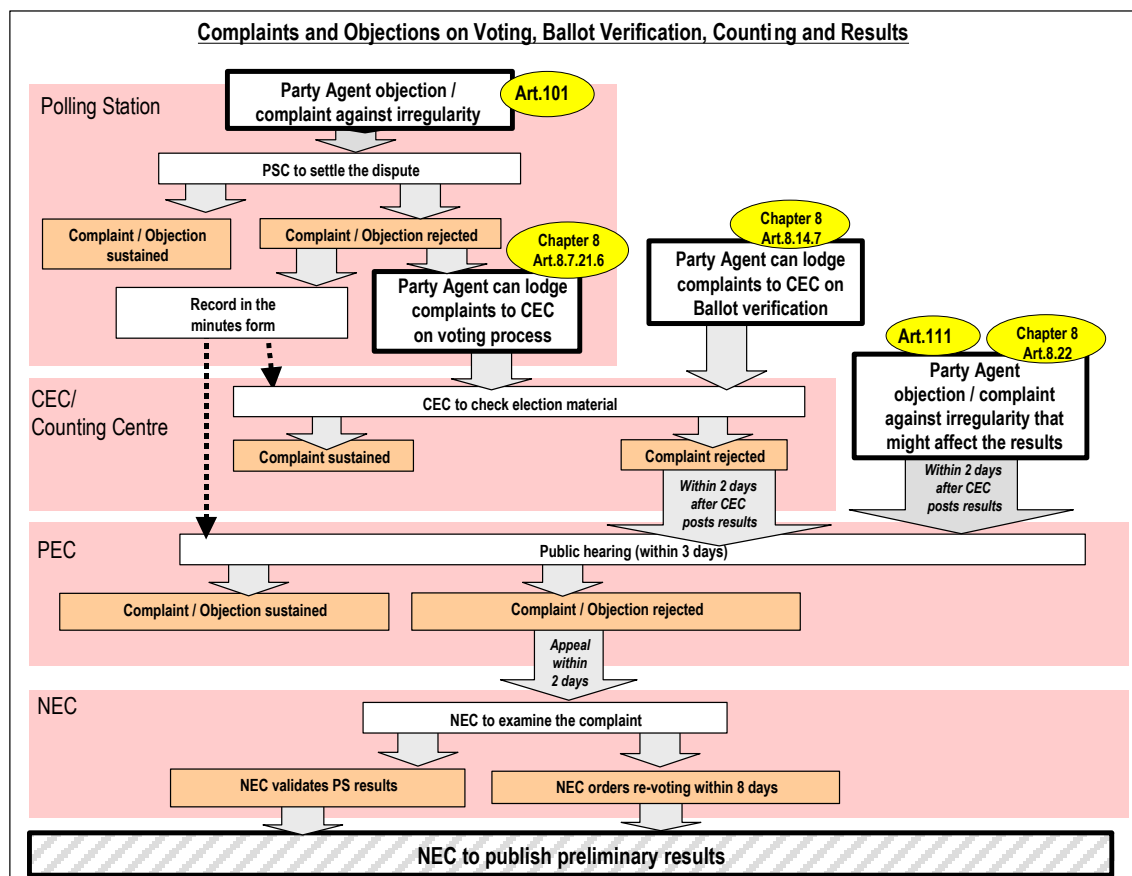 Complaints and Objections on Voting, Ballot Verification, Counting and Results
Polling Station
Party Agent objection /
complaint against irregularity
Art.101
PSC to settle the dispute
Complaint / Objection
sustained
Complaint / Objection rejected
Chapter 8
Art.8.7.21.6
Chapter 8
Art.8.14.7
Record in the
minutes form
Party Agent can lodge
complaints to CEC
on voting process
Party Agent can lodge
complaints to CEC on
Ballot verification
Art.111
Chapter 8
Art.8.22
Party Agent
objection / complaint
against irregularity that
might affect the results
CEC/
Counting Centre
CEC to check election material
Complaint sustained
Complaint rejected
Within 2 days
after CEC
posts results
Within 2 days
after CEC
posts results
PEC
Public hearing (within 3 days)
Complaint / Objection sustained
Complaint / Objection rejected
Appeal
within
2 days
NEC
NEC to examine the complaint
NEC validates PS results
NEC orders re-voting within 8 days
NEC to publish preliminary results